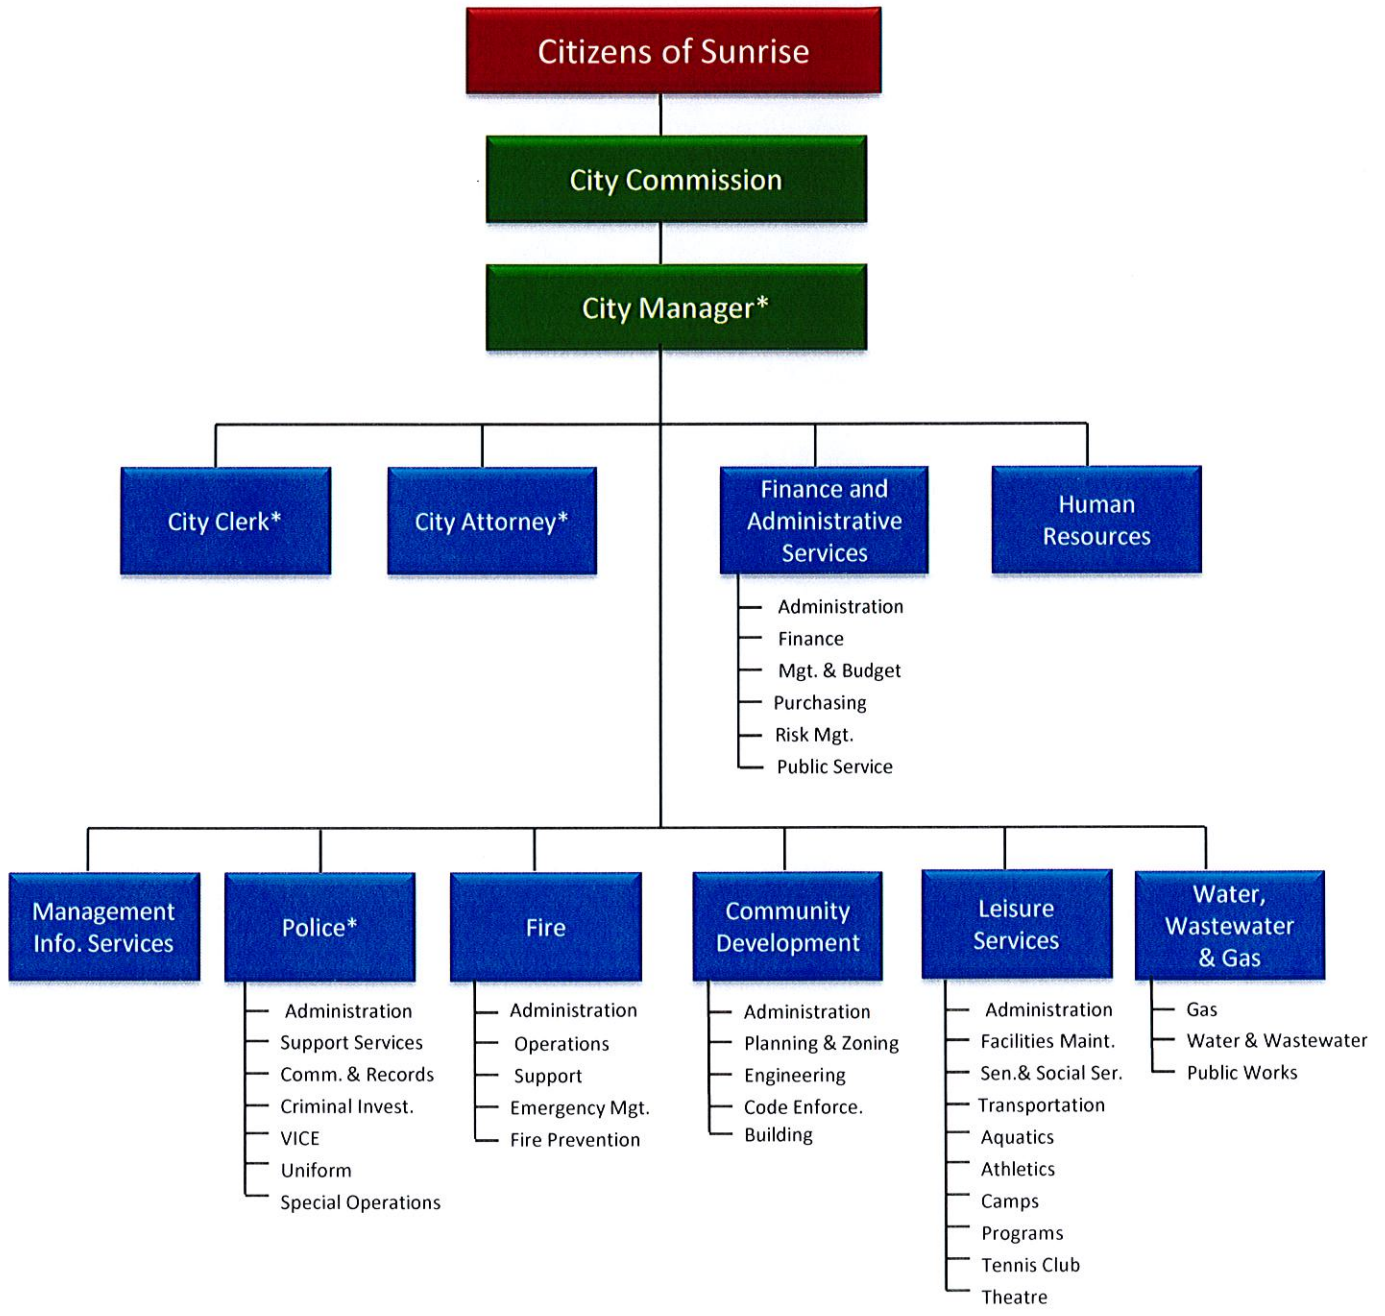 Citizens of Sunrise
City Commission
City Manager*
City Clerk*
City Attorney*
Finance and
Administrative
Services
Human
Resources
Administration
Finance
Mgt. & Budget
Purchasing
Risk Mgt.
Public Service
Management
Info. Services
Police*
Fire
Community
Development
Leisure
Services
Water,
Wastewater
& Gas
Administration
Support Services
Comm. & Records
Criminal Invest.
VICE
Uniform
Special Operations
Administration
Operations
Support
Emergency Mgt.
Fire Prevention
Administration
Planning & Zoning
Engineering
Code Enforce.
Building
Administration
Facilities Maint.
Sen.& Social Ser.
Transportation
Aquatics
Athletics
Camps
Programs
Tennis Club
Theatre
Gas
Water & Wastewater
Public Works